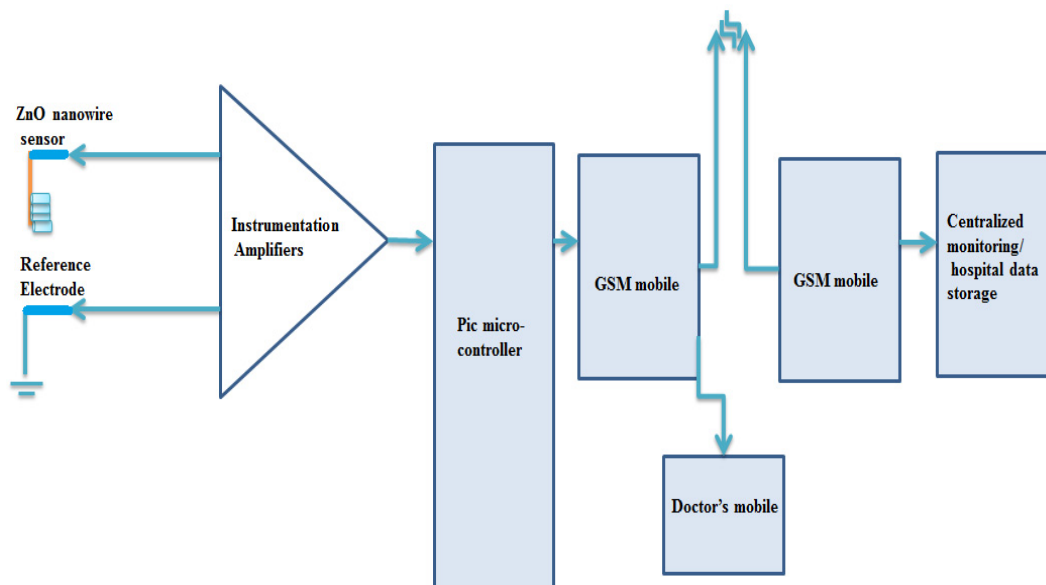 ZnO nanowire
sensor
Reference
Electrode
Instrumentation
Amplifiers
Pic micro-
controller
GSM mobile
Doctor's mobile
GSM mobile
Centralized
monitoring/
hospital data
storage